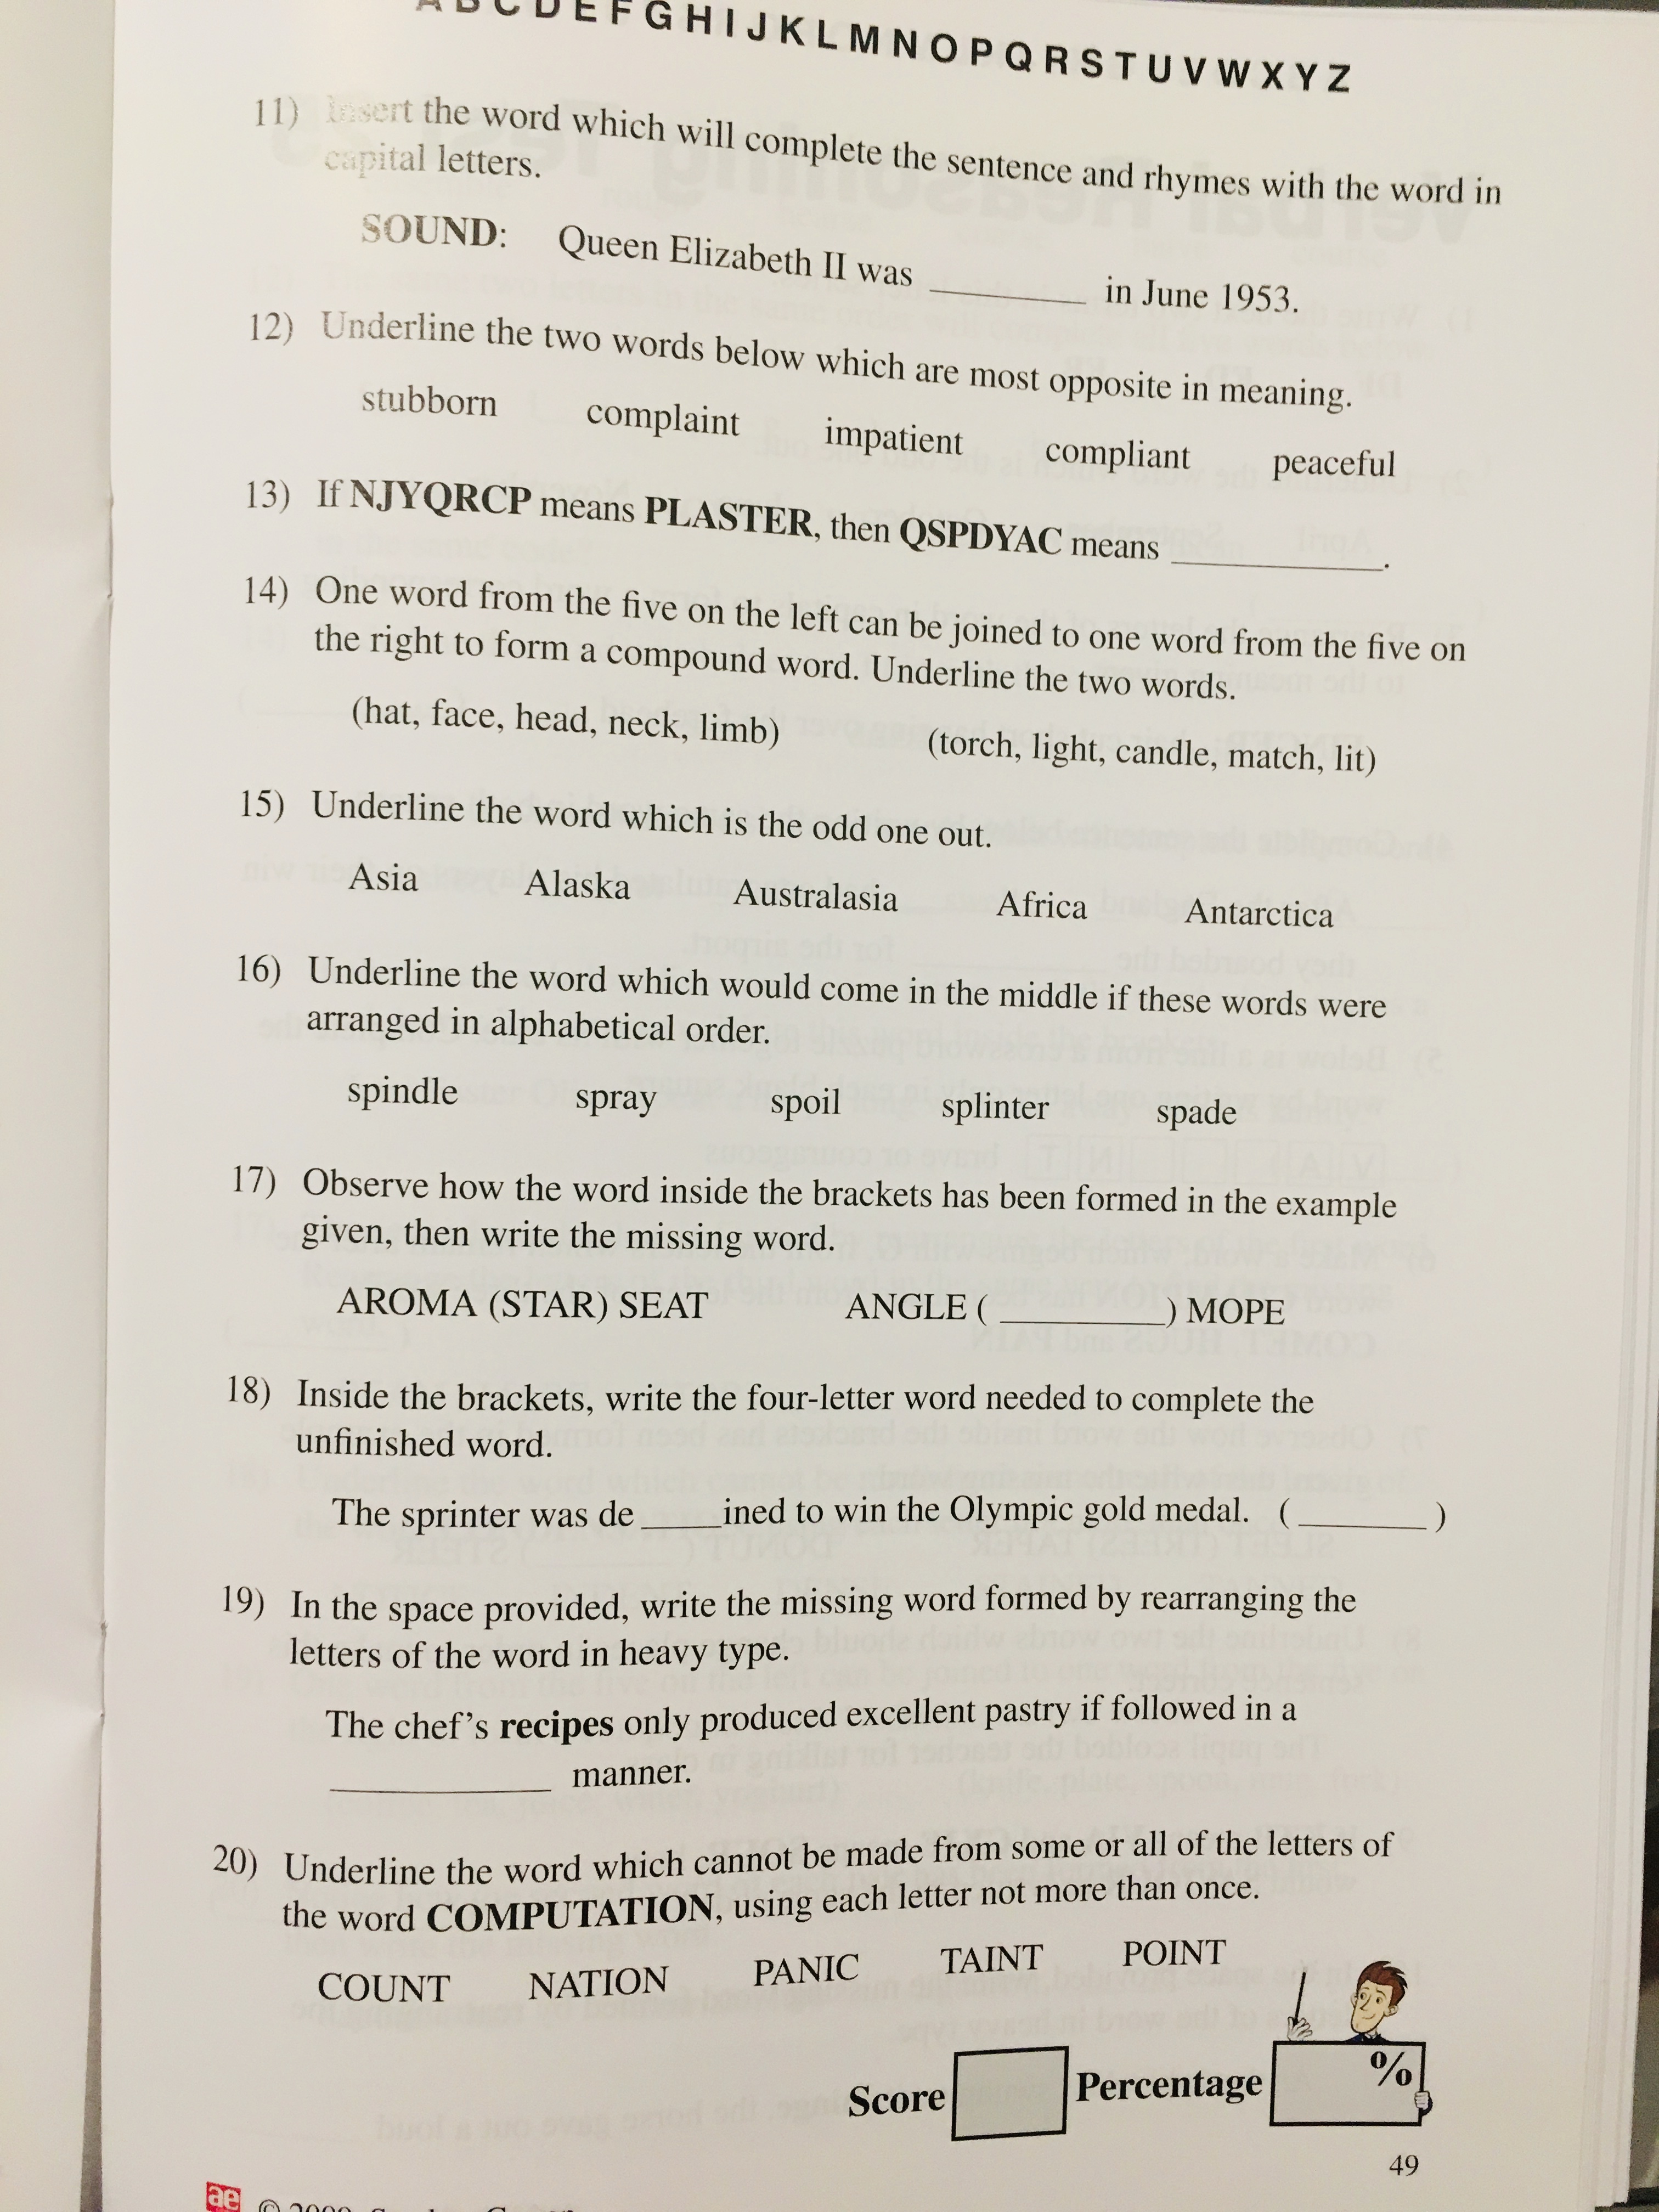 A B C D E F G H I J K L M N O P Q R S T U V W X Y Z
11) Insert the word which will complete the sentence and rhymes with the word in
capital letters.
SOUND: Queen Elizabeth II was ________ in June 1953.
12) Underline the two words below which are most opposite in meaning.
stubborn complaint impatient compliant peaceful
13) If NJYQRCP means PLASTER, then QSPDYAC means ________.
14) One word from the five on the left can be joined to one word from the five on
the right to form a compound word. Underline the two words.
(hat, face, head, neck, limb) (torch, light, candle, match, lit)
15) Underline the word which is the odd one out.
Asia Alaska Australasia Africa Antarctica
16) Underline the word which would come in the middle if these words were
arranged in alphabetical order.
spindle spray spoil splinter spade
17) Observe how the word inside the brackets has been formed in the example
given, then write the missing word.
AROMA (STAR) SEAT ANGLE ( ________ ) MOPE
18) Inside the brackets, write the four-letter word needed to complete the
unfinished word.
The sprinter was de ____ined to win the Olympic gold medal. ( ______ )
19) In the space provided, write the missing word formed by rearranging the
letters of the word in heavy type.
The chef's recipes only produced excellent pastry if followed in a
__________ manner.
20) Underline the word which cannot be made from some or all of the letters of
the word COMPUTATION, using each letter not more than once.
COUNT NATION PANIC TAINT POINT
Score Percentage %
49
ae © 2009